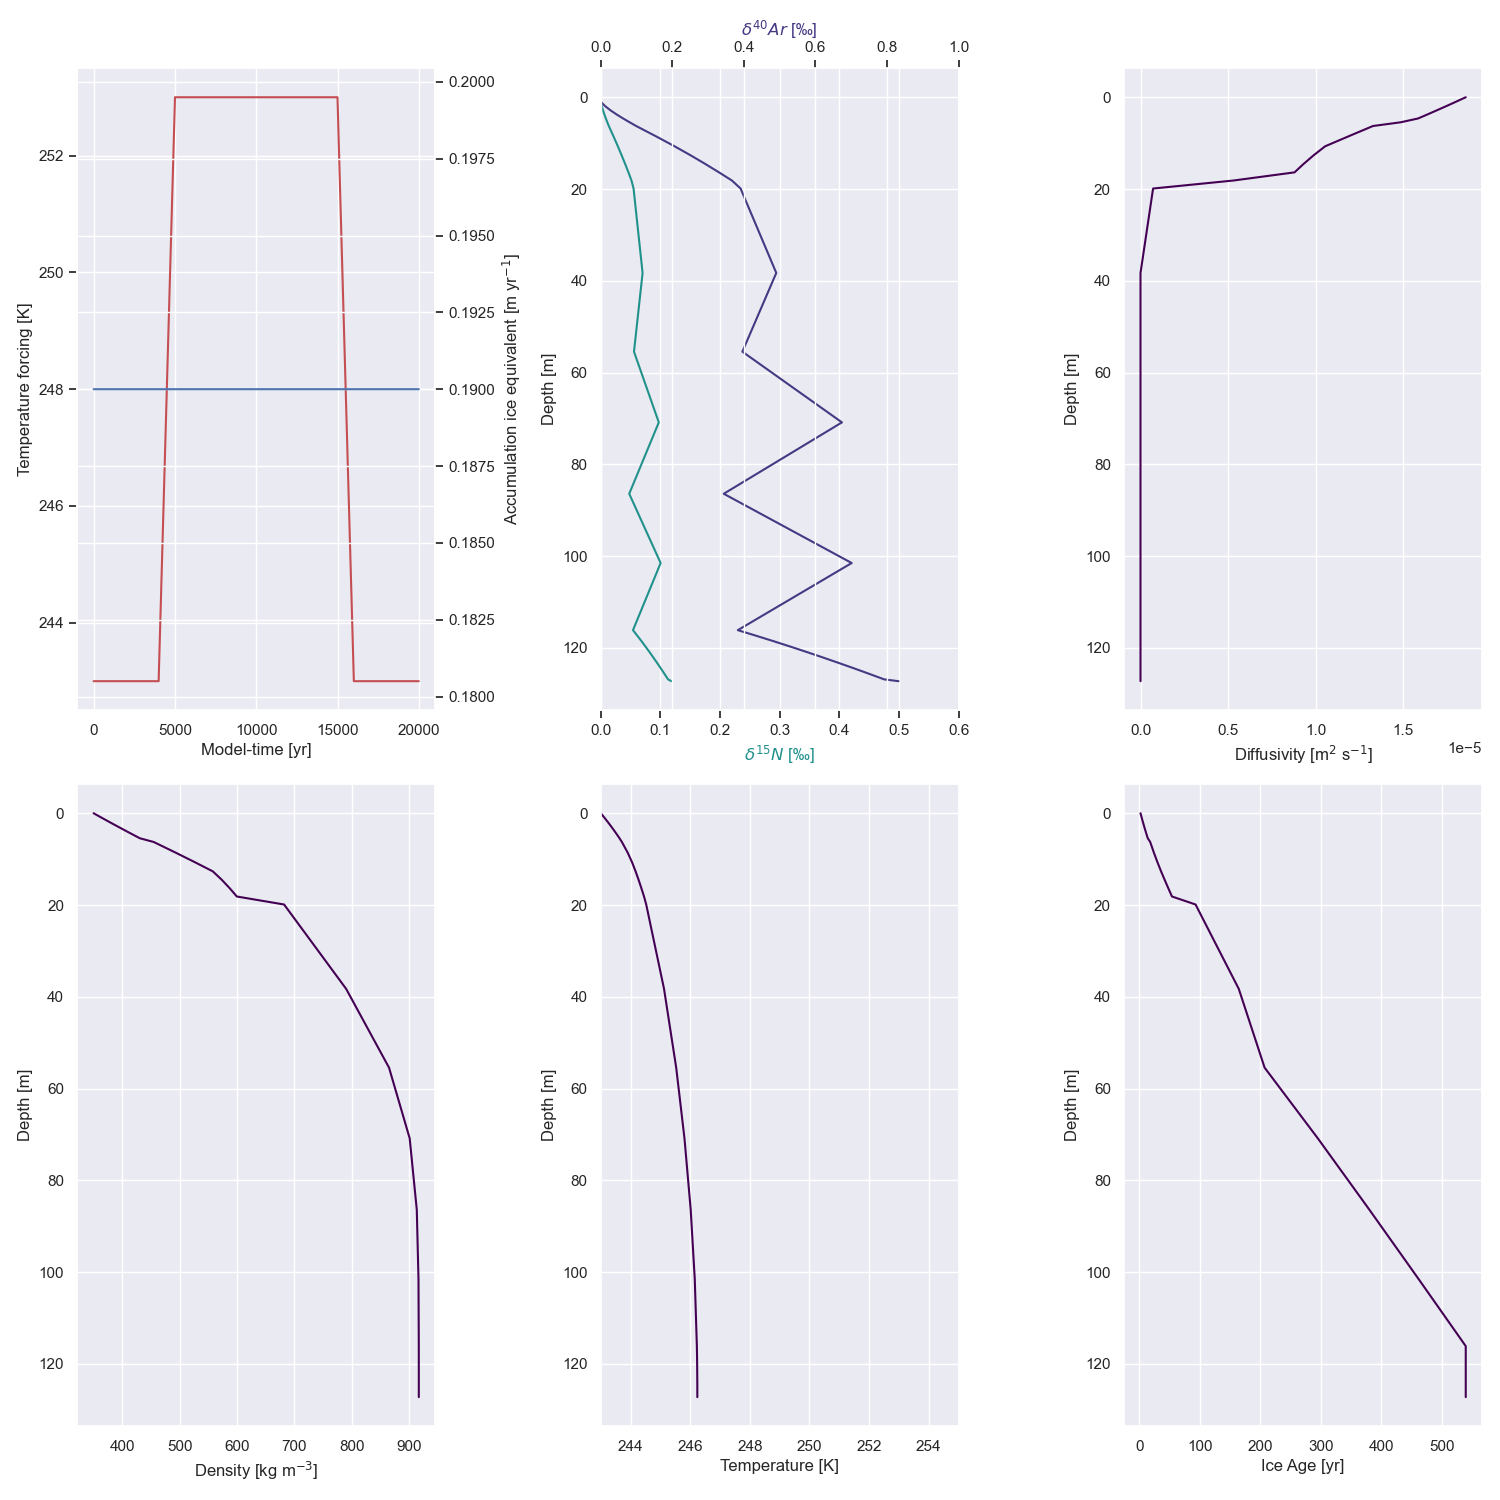 δ⁴⁰Ar [‰]
0.0 0.2 0.4 0.6 0.8 1.0
252
250
248
246
244
Temperature forcing [K]
0 5000 10000 15000 20000
Model-time [yr]
0.2000
0.1975
0.1950
0.1925
0.1900
0.1875
0.1850
0.1825
0.1800
Accumulation ice equivalent [m yr⁻¹]
0
20
40
60
80
100
120
Depth [m]
0.0 0.1 0.2 0.3 0.4 0.5 0.6
δ¹⁵N [‰]
0
20
40
60
80
100
120
Depth [m]
0.0 0.5 1.0 1.5
1e−5
Diffusivity [m² s⁻¹]
0
20
40
60
80
100
120
Depth [m]
400 500 600 700 800 900
Density [kg m⁻³]
0
20
40
60
80
100
120
Depth [m]
244 246 248 250 252 254
Temperature [K]
0
20
40
60
80
100
120
Depth [m]
0 100 200 300 400 500
Ice Age [yr]